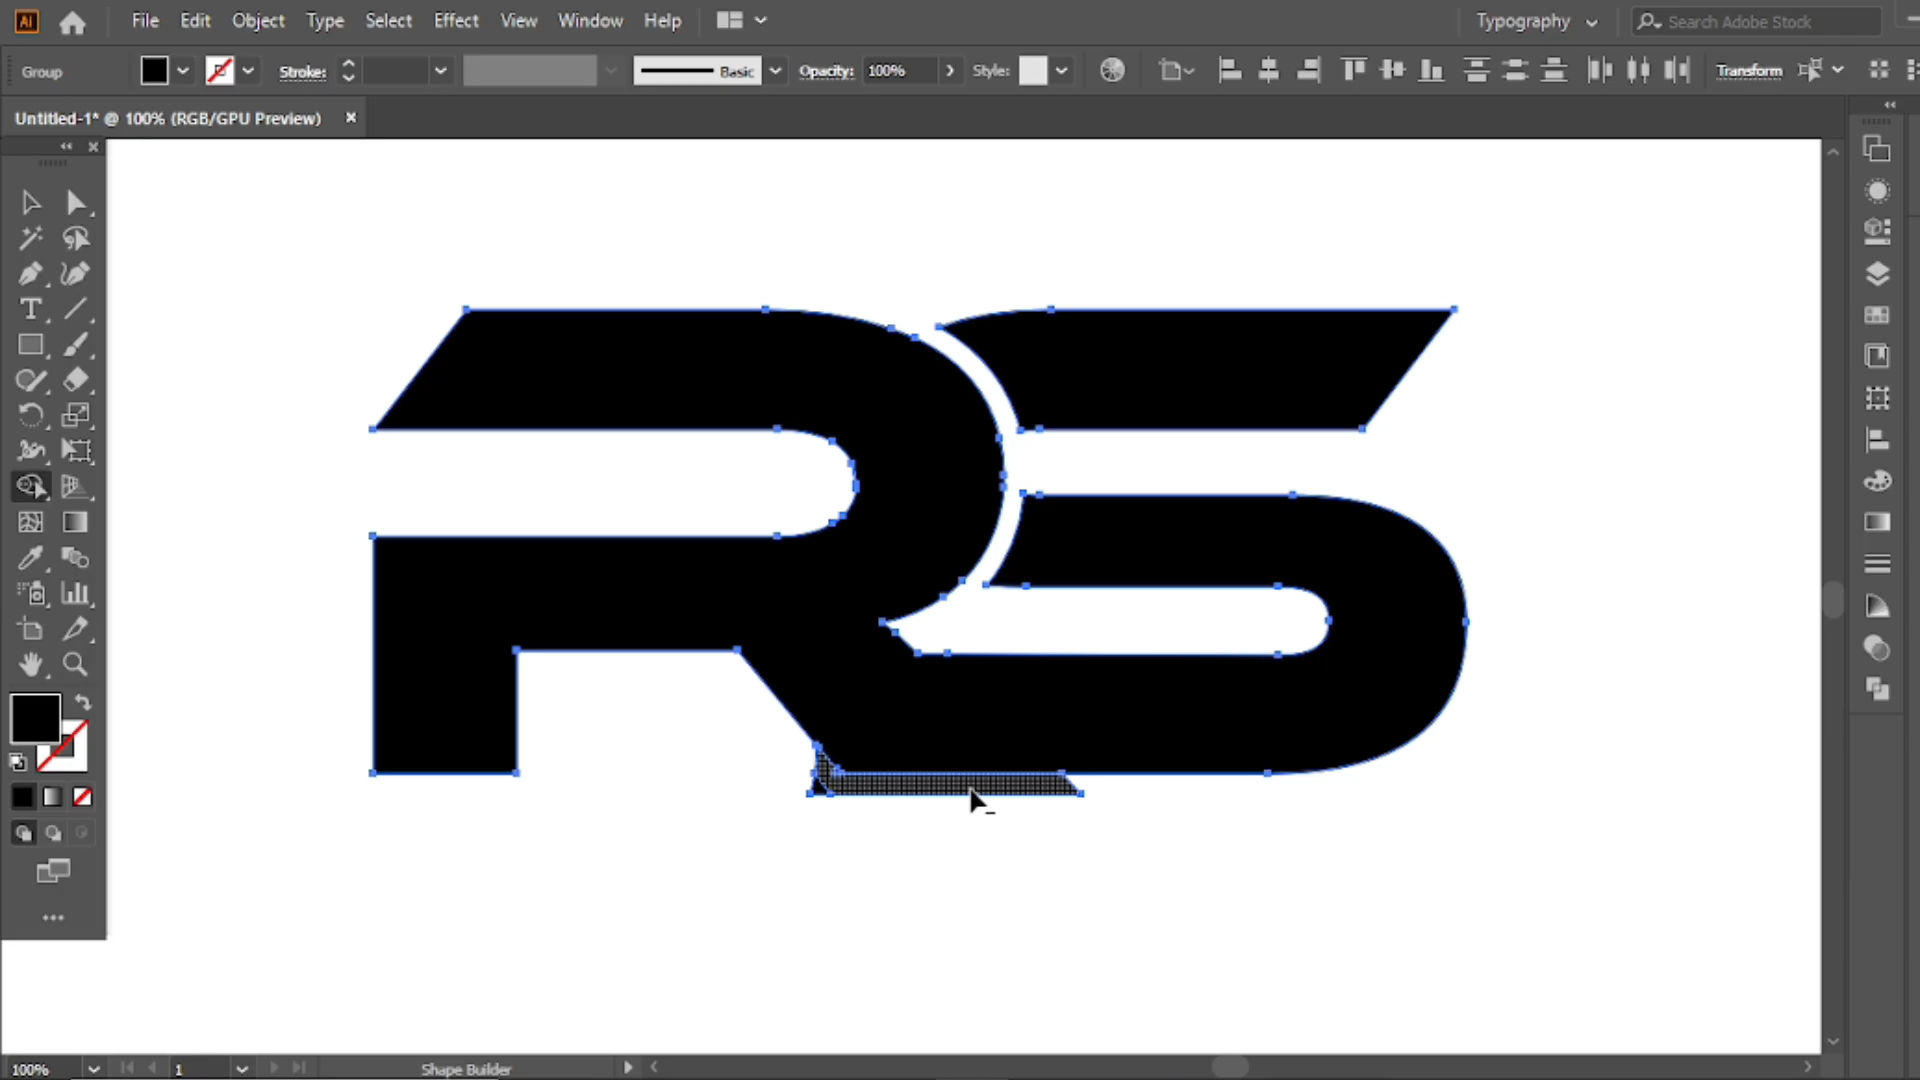 Ai File Edit Object Type Select Effect View Window Help Typography Search Adobe Stock
Group Stroke: Basic Opacity: 100% Style: Transform
Untitled-1* @ 100% (RGB/GPU Preview) ×
RS
100% 1 Shape Builder